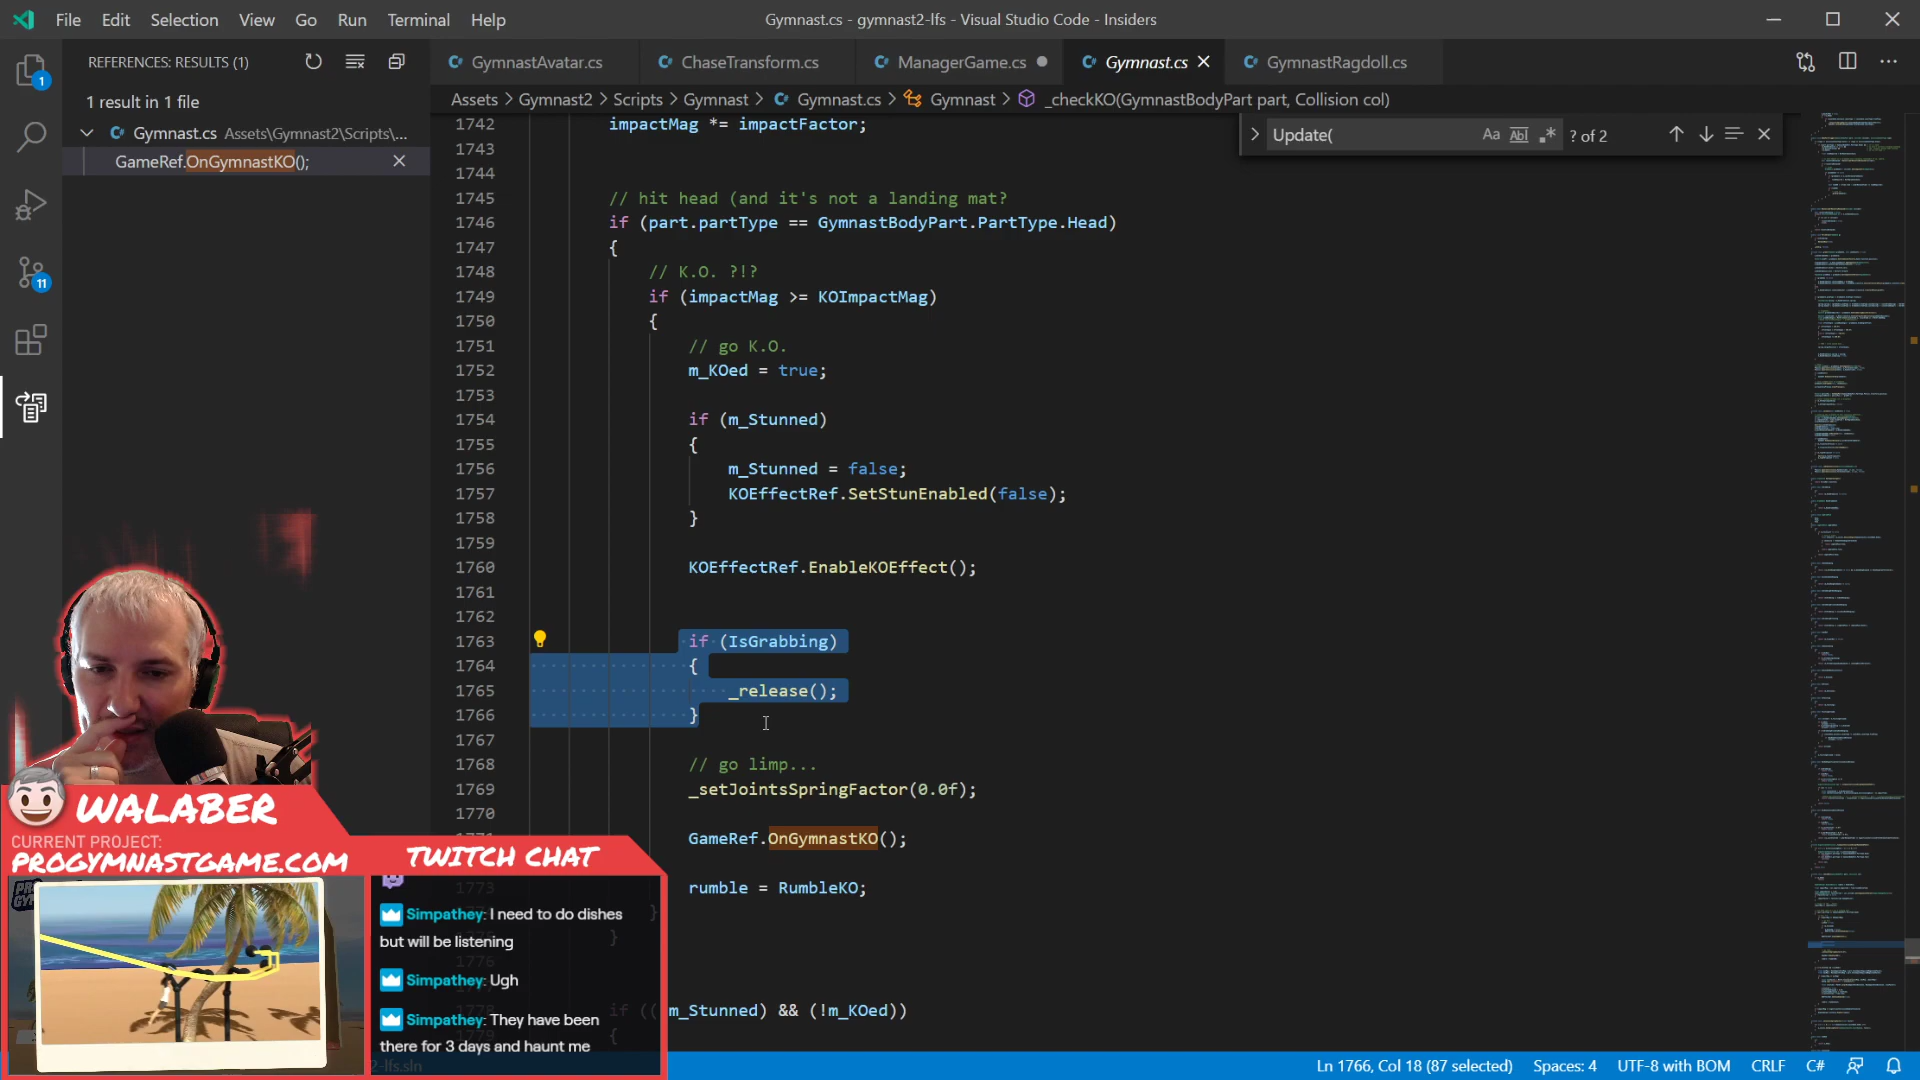 File Edit Selection View Go Run Terminal Help
Gymnast.cs - gymnast2-lfs - Visual Studio Code - Insiders
REFERENCES: RESULTS (1)
GymnastAvatar.cs
ChaseTransform.cs
ManagerGame.cs
Gymnast.cs
GymnastRagdoll.cs
1
1 result in 1 file
Assets > Gymnast2 > Scripts > Gymnast > Gymnast.cs > Gymnast > _checkKO(GymnastBodyPart part, Collision col)
Gymnast.cs Assets\Gymnast2\Scripts\...
GameRef.OnGymnastKO();
11
Update(
Aa Abl .* ? of 2
1742 impactMag *= impactFactor;
1743
1744
1745 // hit head (and it's not a landing mat?
1746 if (part.partType == GymnastBodyPart.PartType.Head)
1747 {
1748 // K.O. ?!?
1749 if (impactMag >= KOImpactMag)
1750 {
1751 // go K.O.
1752 m_KOed = true;
1753
1754 if (m_Stunned)
1755 {
1756 m_Stunned = false;
1757 KOEffectRef.SetStunEnabled(false);
1758 }
1759
1760 KOEffectRef.EnableKOEffect();
1761
1762
1763 if (IsGrabbing)
1764 {
1765 _release();
1766 }
1767
1768 // go limp...
1769 _setJointsSpringFactor(0.0f);
1770
GameRef.OnGymnastKO();
1773 rumble = RumbleKO;
}
}
m_Stunned) && (!m_KOed))
{
WALABER
CURRENT PROJECT:
PROGYMNASTGAME.COM
TWITCH CHAT
Simpathey: I need to do dishes
but will be listening
Simpathey: Ugh
Simpathey: They have been
there for 3 days and haunt me
2-lfs.sln
Ln 1766, Col 18 (87 selected) Spaces: 4 UTF-8 with BOM CRLF C#